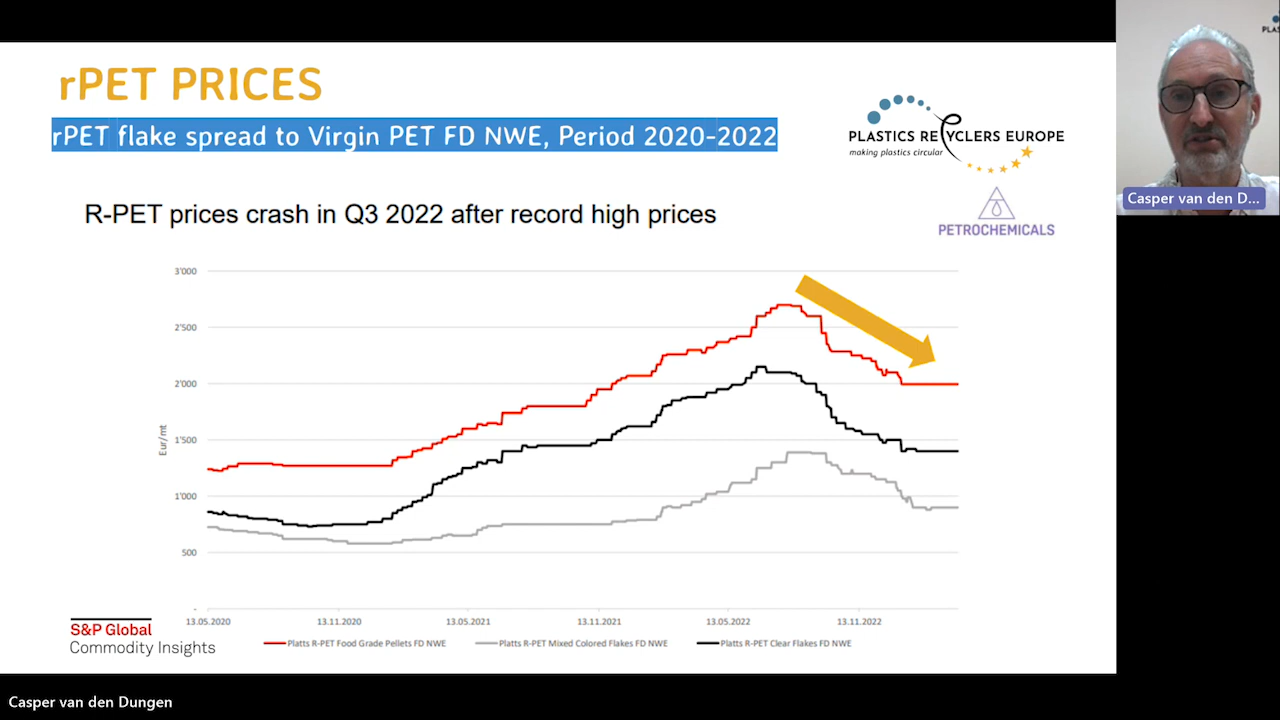 rPET PRICES
rPET flake spread to Virgin PET FD NWE, Period 2020-2022
PLASTICS RECYCLERS EUROPE
making plastics circular
PETROCHEMICALS
R-PET prices crash in Q3 2022 after record high prices
3'000
2'500
2'000
1'500
1'000
500
-
Eur/mt
13.05.2020 13.11.2020 13.05.2021 13.11.2021 13.05.2022 13.11.2022
Platts R-PET Food Grade Pellets FD NWE Platts R-PET Mixed Colored Flakes FD NWE Platts R-PET Clear Flakes FD NWE
S&P Global
Commodity Insights
PLAS
Casper van den D...
Casper van den Dungen